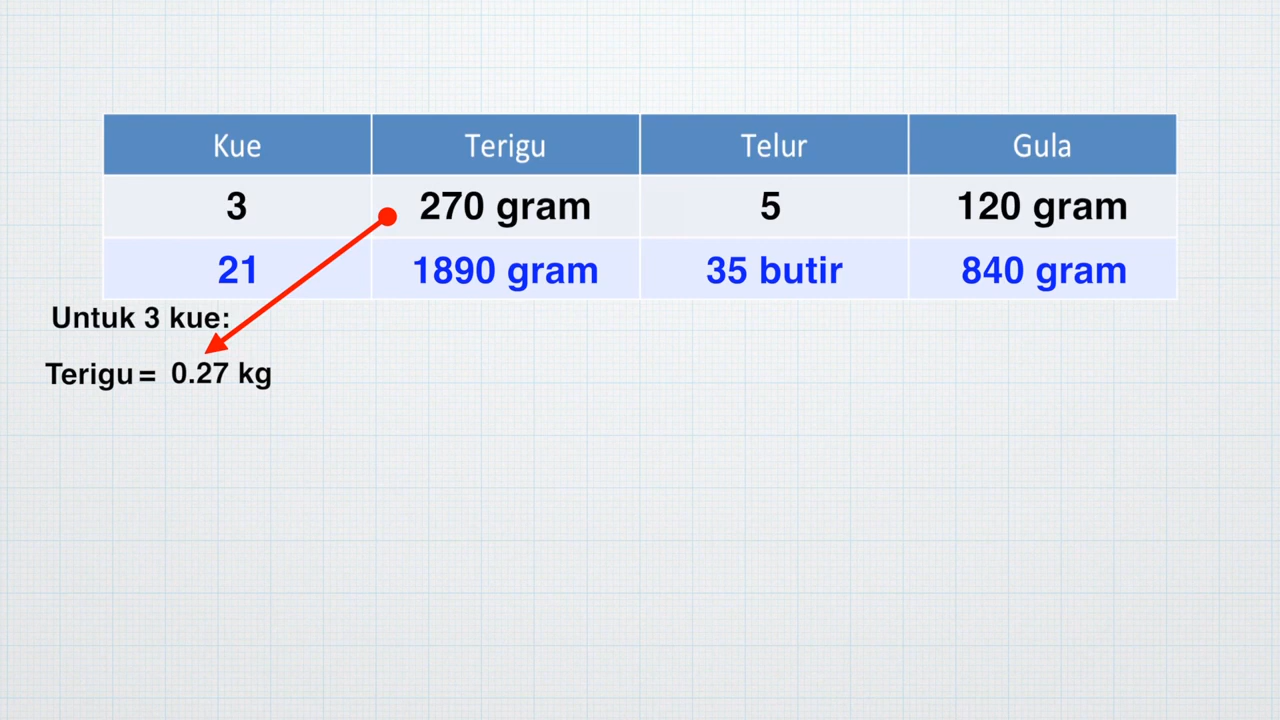 Kue Terigu Telur Gula
3 270 gram 5 120 gram
21 1890 gram 35 butir 840 gram
Untuk 3 kue:
Terigu = 0.27 kg